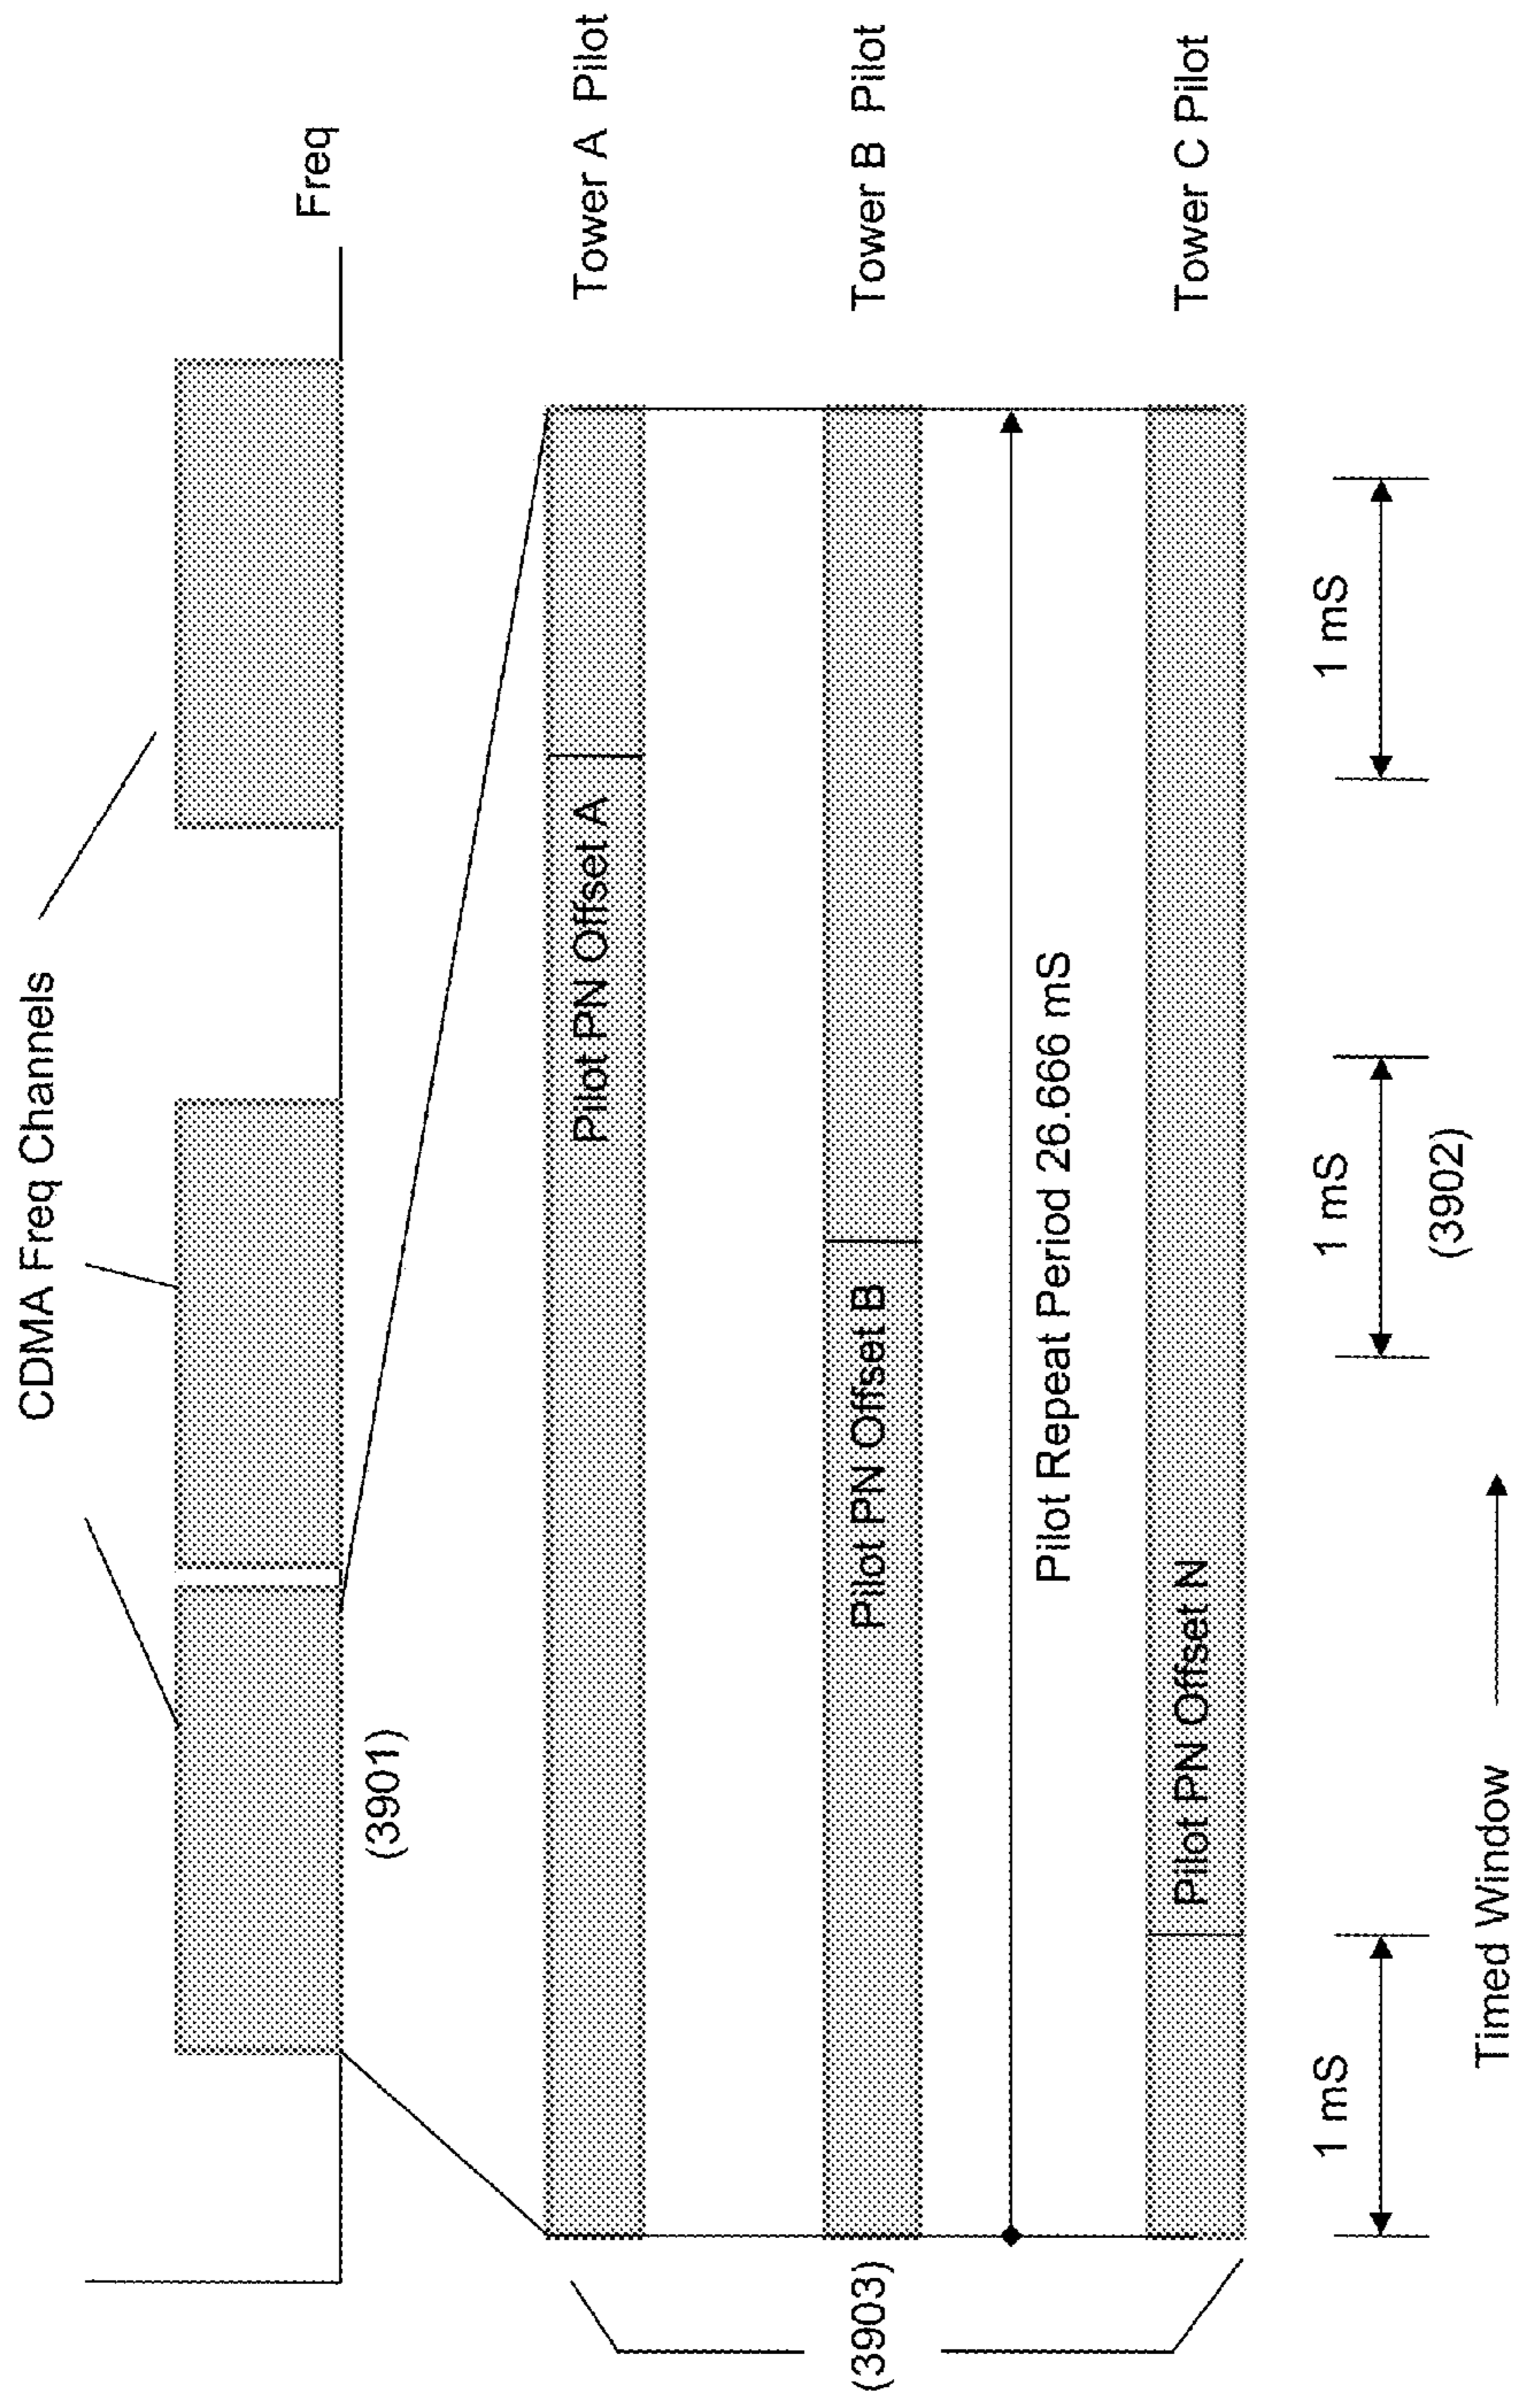 CDMA Freq Channels
Freq
(3901)
Pilot PN Offset A
Tower A Pilot
(3903)
Pilot PN Offset B
Tower B Pilot
Pilot Repeat Period 26.666 mS
Pilot PN Offset N
Tower C Pilot
1 mS
1 mS
1 mS
(3902)
Timed Window